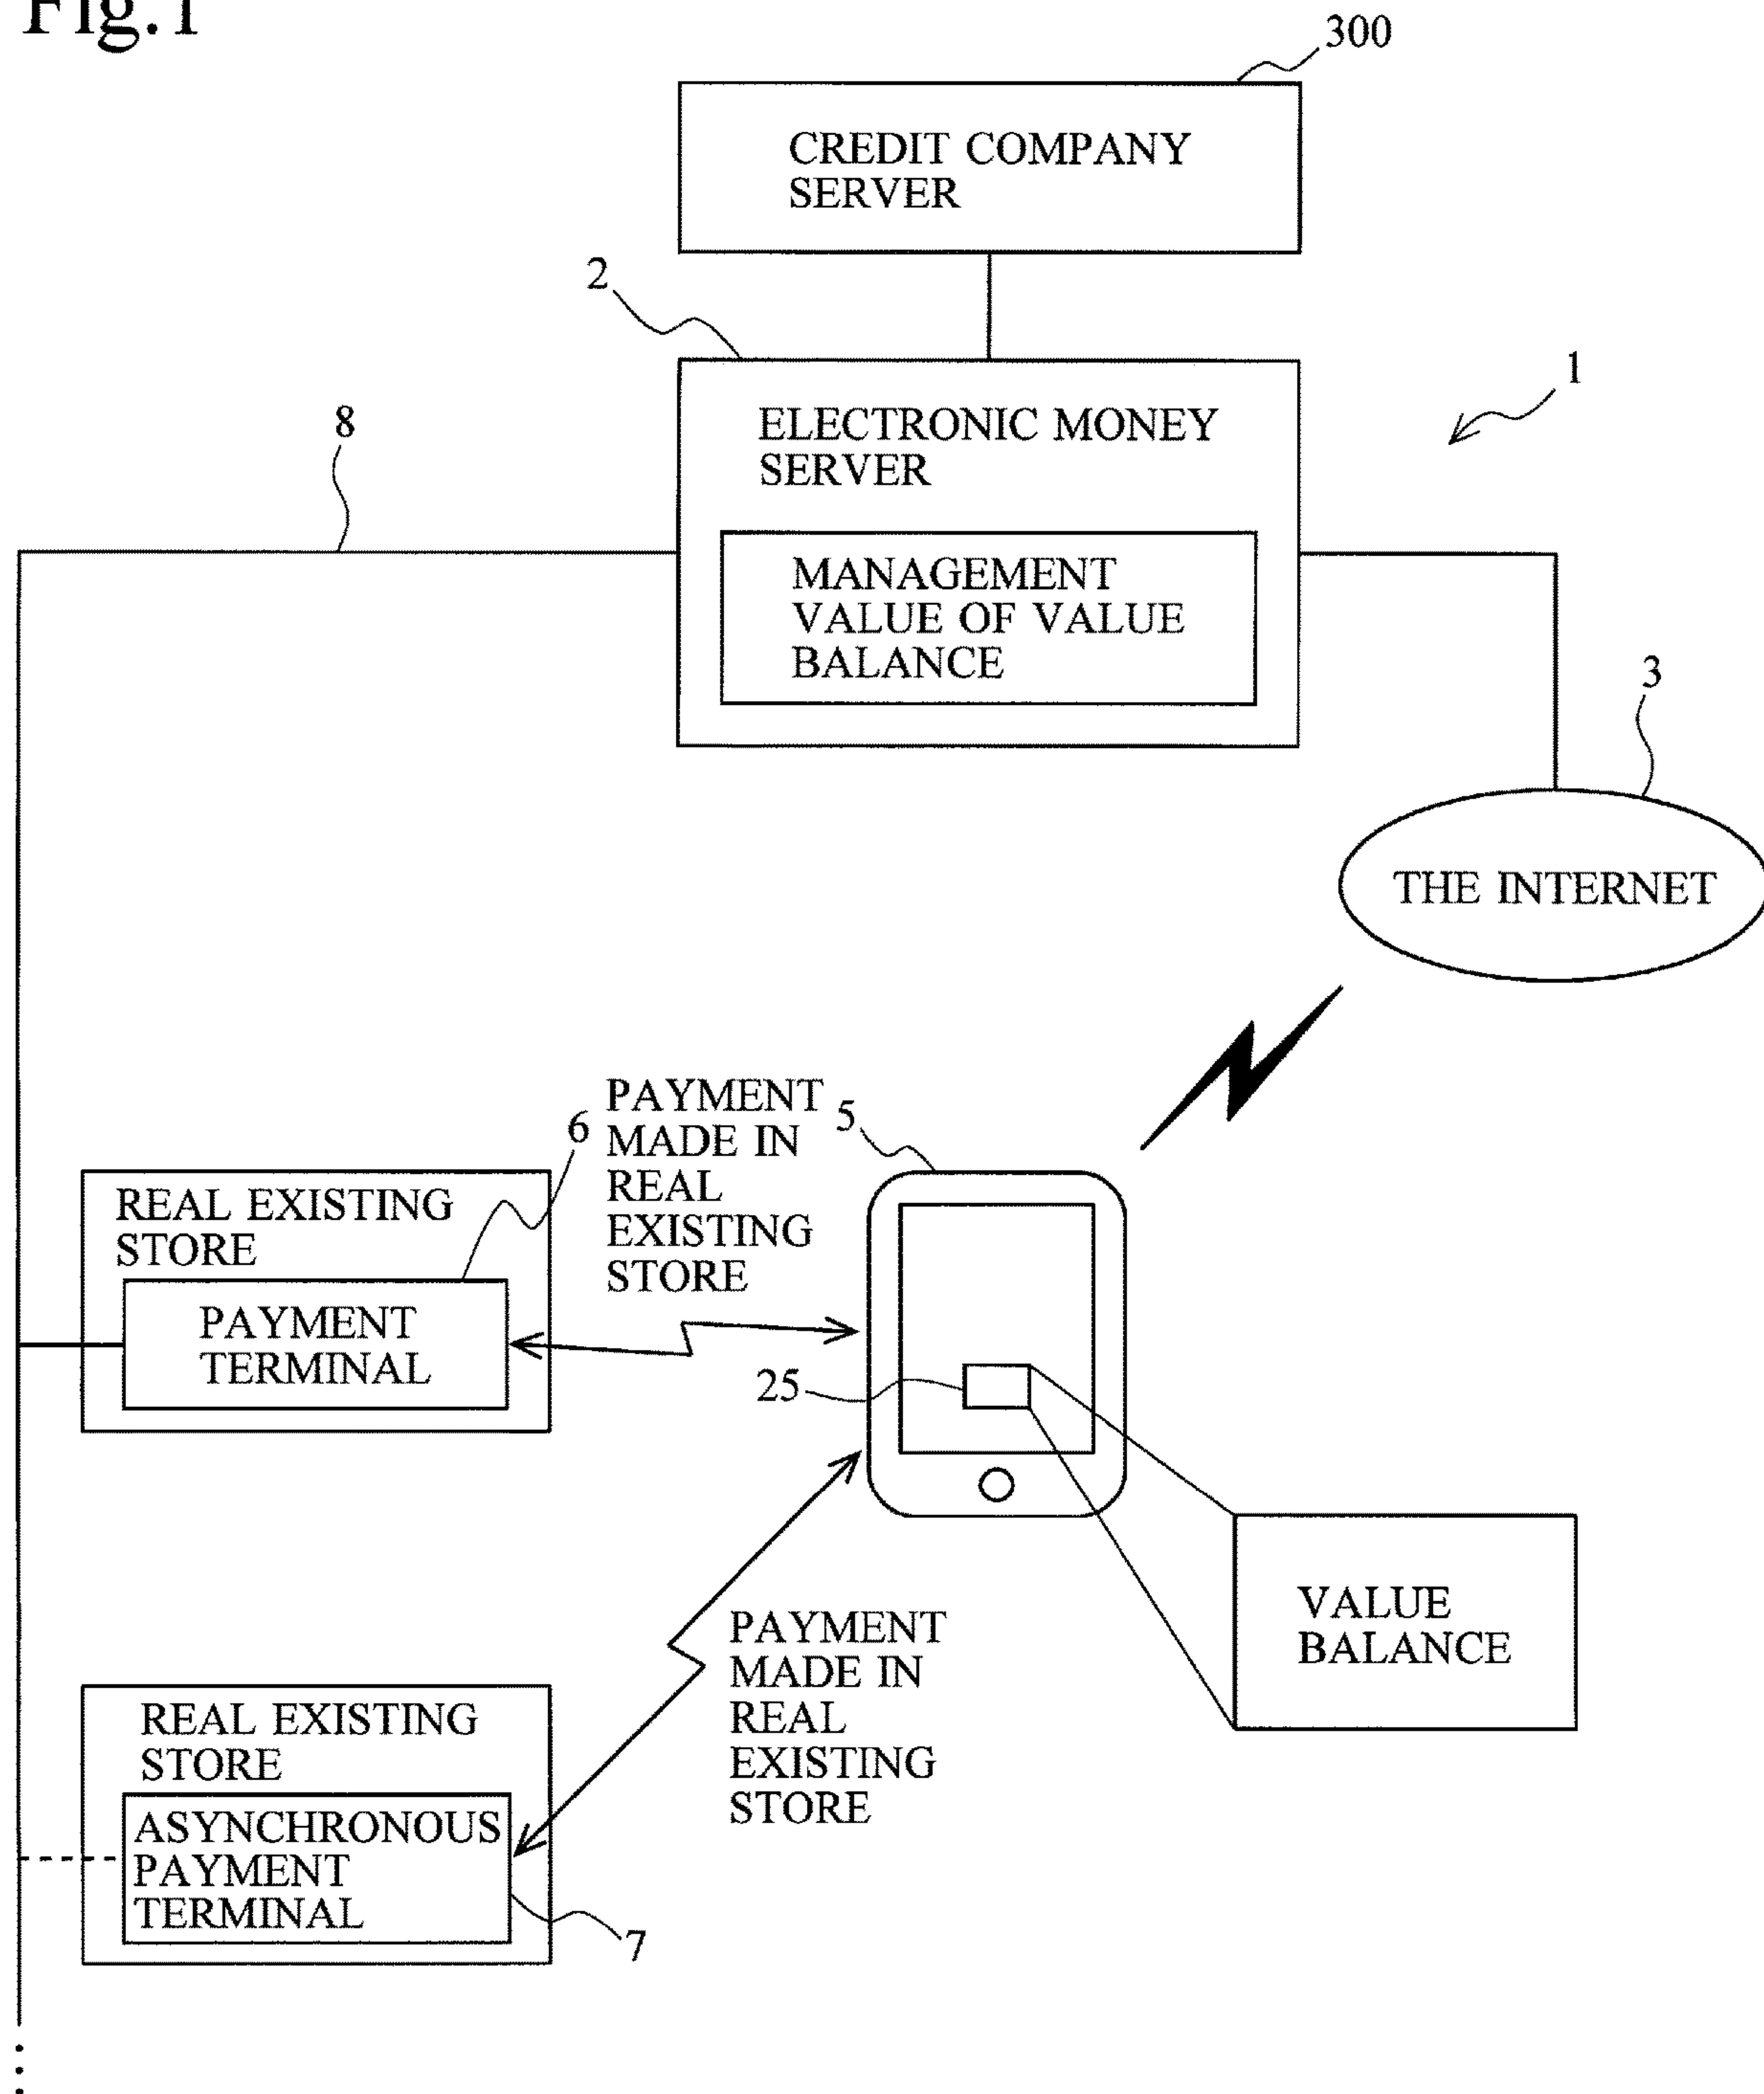 Fig.1
300
CREDIT COMPANY
SERVER
2
1
8
ELECTRONIC MONEY
SERVER
MANAGEMENT
VALUE OF VALUE
BALANCE
3
THE INTERNET
6
PAYMENT
MADE IN
REAL
EXISTING
STORE
5
REAL EXISTING
STORE
PAYMENT
TERMINAL
25
VALUE
BALANCE
PAYMENT
MADE IN
REAL
EXISTING
STORE
REAL EXISTING
STORE
ASYNCHRONOUS
PAYMENT
TERMINAL
7